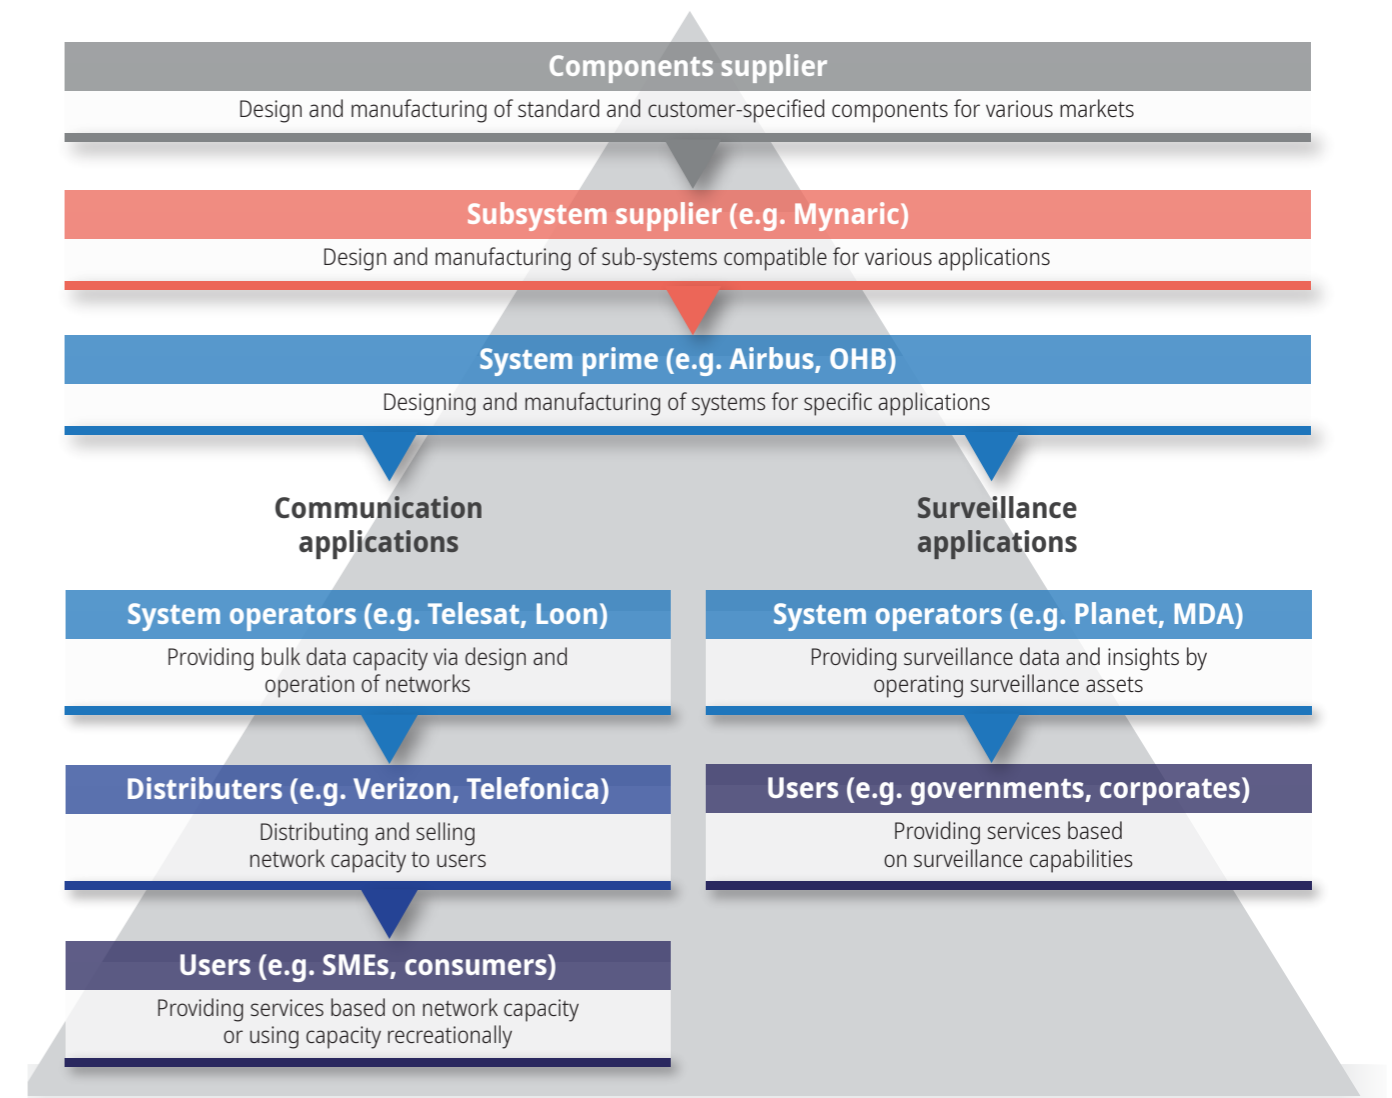 Components supplier
Design and manufacturing of standard and customer-specified components for various markets
Subsystem supplier (e.g. Mynaric)
Design and manufacturing of sub-systems compatible for various applications
System prime (e.g. Airbus, OHB)
Designing and manufacturing of systems for specific applications
Communication
applications
System operators (e.g. Telesat, Loon)
Providing bulk data capacity via design and
operation of networks
Distributers (e.g. Verizon, Telefonica)
Distributing and selling
network capacity to users
Users (e.g. SMEs, consumers)
Providing services based on network capacity
or using capacity recreationally
Surveillance
applications
System operators (e.g. Planet, MDA)
Providing surveillance data and insights by
operating surveillance assets
Users (e.g. governments, corporates)
Providing services based
on surveillance capabilities